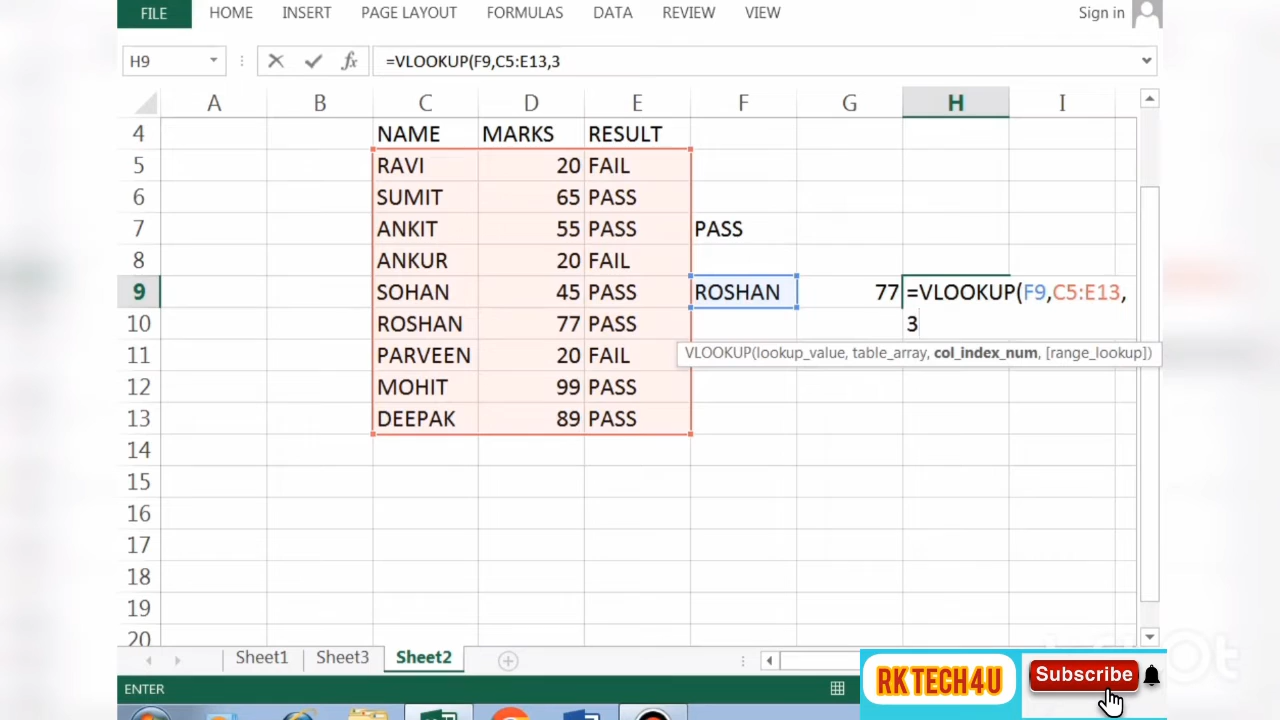 FILE HOME INSERT PAGE LAYOUT FORMULAS DATA REVIEW VIEW Sign in
H9 fx =VLOOKUP(F9,C5:E13,3
A B C D E F G H I
4 NAME MARKS RESULT
5 RAVI 20 FAIL
6 SUMIT 65 PASS
7 ANKIT 55 PASS PASS
8 ANKUR 20 FAIL
9 SOHAN 45 PASS ROSHAN 77 =VLOOKUP(F9,C5:E13,
10 ROSHAN 77 PASS 3
11 PARVEEN 20 FAIL VLOOKUP(lookup_value, table_array, col_index_num, [range_lookup])
12 MOHIT 99 PASS
13 DEEPAK 89 PASS
14
15
16
17
18
19
20
Sheet1 Sheet3 Sheet2
ENTER
RKTECH4U Subscribe